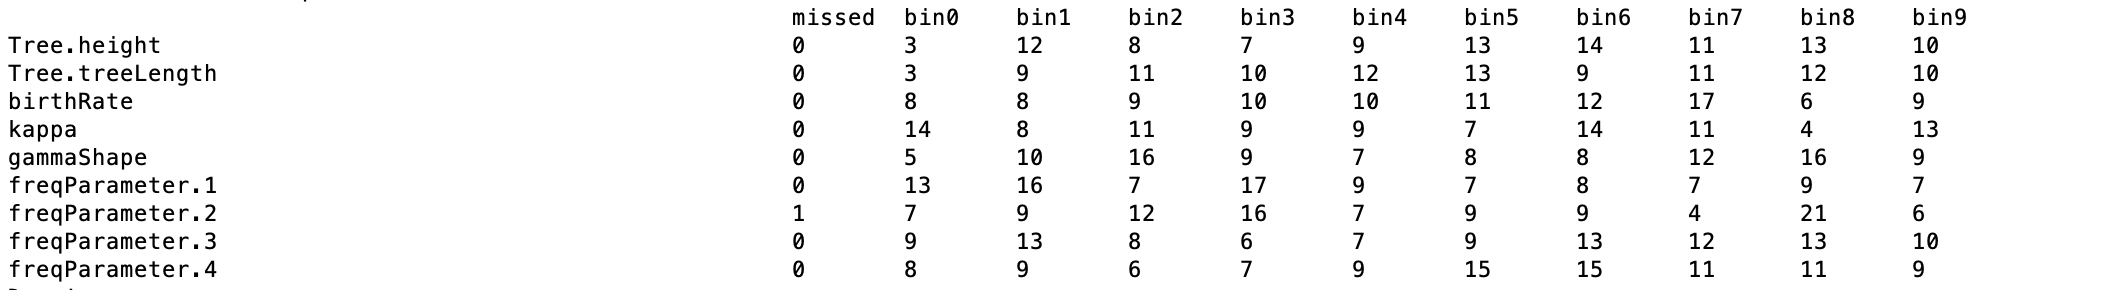 missed bin0 bin1 bin2 bin3 bin4 bin5 bin6 bin7 bin8 bin9
Tree.height 0 3 12 8 7 9 13 14 11 13 10
Tree.treeLength 0 3 9 11 10 12 13 9 11 12 10
birthRate 0 8 8 9 10 10 11 12 17 6 9
kappa 0 14 8 11 9 9 7 14 11 4 13
gammaShape 0 5 10 16 9 7 8 8 12 16 9
freqParameter.1 0 13 16 7 17 9 7 8 7 9 7
freqParameter.2 1 7 9 12 16 7 9 9 4 21 6
freqParameter.3 0 9 13 8 6 7 9 13 12 13 10
freqParameter.4 0 8 9 6 7 9 15 15 11 11 9